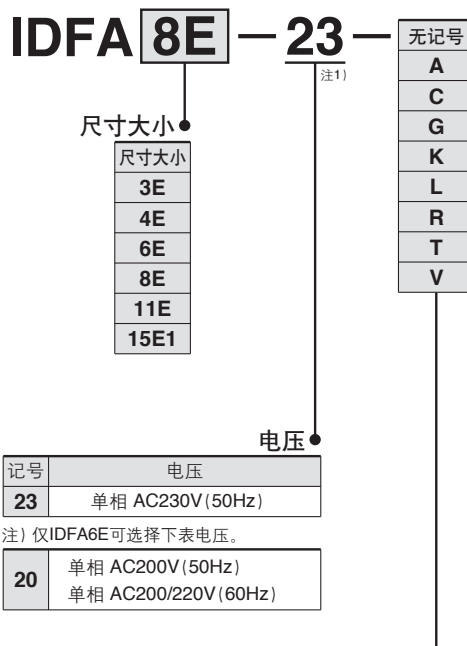 IDFA 8E — 23 —
注1)
无记号
A
C
G
K
L
R
T
V
尺寸大小
尺寸大小
3E
4E
6E
8E
11E
15E1
电压
记号 电压
23 单相 AC230V(50Hz)
注) 仅IDFA6E可选择下表电压。
20 单相 AC200V(50Hz)
单相 AC200/220V(60Hz)